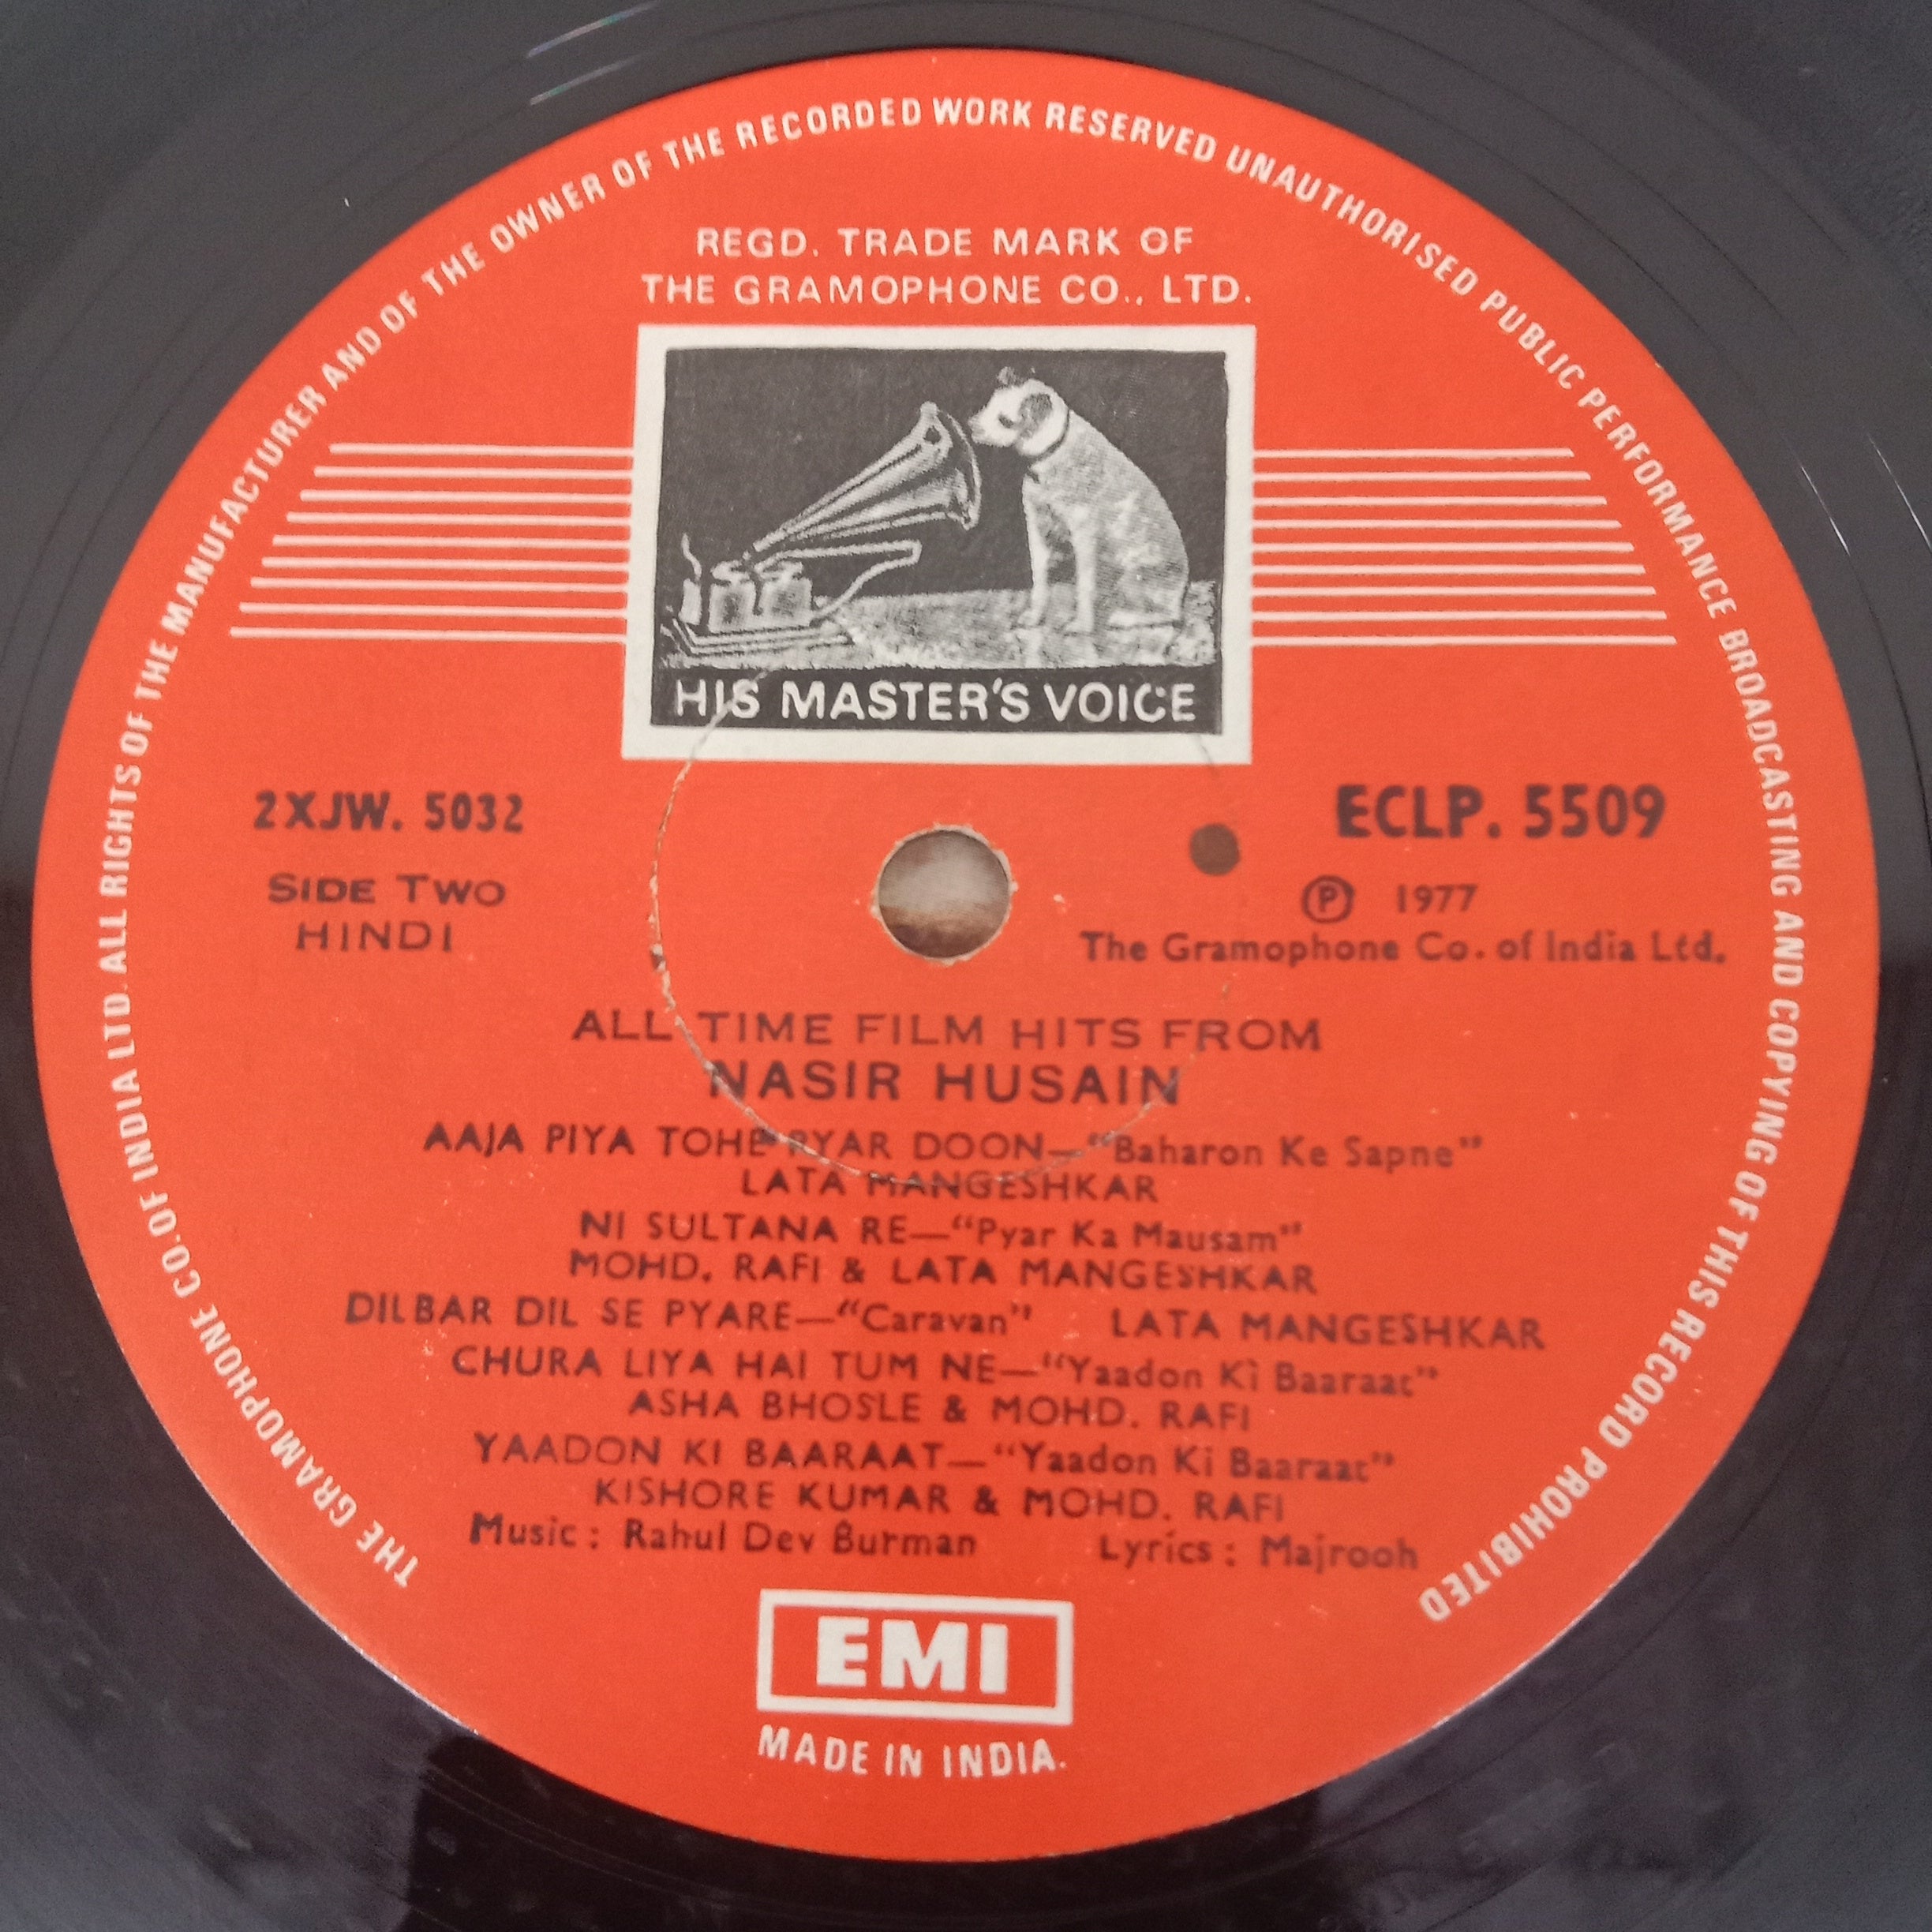 THE GRAMOPHONE CO. OF INDIA LTD. ALL RIGHTS OF THE MANUFACTURER AND OF THE OWNER OF THE RECORDED WORK RESERVED UNAUTHORISED PUBLIC PERFORMANCE BROADCASTING AND COPYING OF THIS RECORD PROHIBITED
REGD. TRADE MARK OF
THE GRAMOPHONE CO., LTD.
HIS MASTER'S VOICE
2XJW. 5032
ECLP. 5509
SIDE TWO
HINDI
℗ 1977
The Gramophone Co. of India Ltd.
ALL TIME FILM HITS FROM
NASIR HUSAIN
AAJA PIYA TOHE PYAR DOON—"Baharon Ke Sapne"
LATA MANGESHKAR
NI SULTANA RE—"Pyar Ka Mausam"
MOHD. RAFI & LATA MANGESHKAR
DILBAR DIL SE PYARE—"Caravan" LATA MANGESHKAR
CHURA LIYA HAI TUM NE—"Yaadon Ki Baaraat"
ASHA BHOSLE & MOHD. RAFI
YAADON KI BAARAAT—"Yaadon Ki Baaraat"
KISHORE KUMAR & MOHD. RAFI
Music : Rahul Dev Burman Lyrics : Majrooh
EMI
MADE IN INDIA.